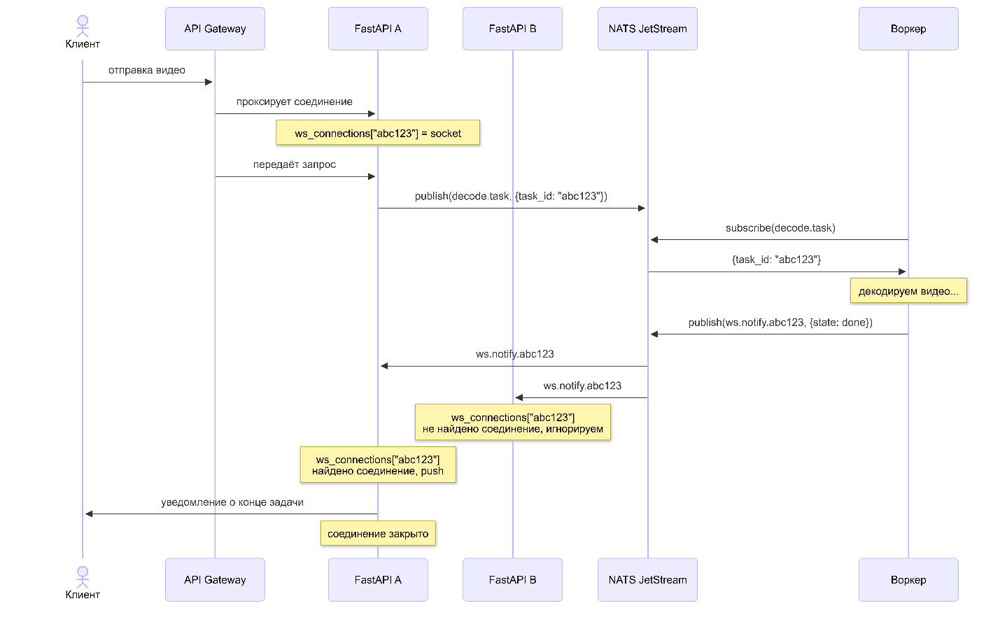 Клиент
API Gateway
FastAPI A
FastAPI B
NATS JetStream
Воркер
отправка видео
проксирует соединение
ws_connections["abc123"] = socket
передаёт запрос
publish(decode.task, {task_id: "abc123"})
subscribe(decode.task)
{task_id: "abc123"}
декодируем видео...
publish(ws.notify.abc123, {state: done})
ws.notify.abc123
ws.notify.abc123
ws_connections["abc123"]
не найдено соединение, игнорируем
ws_connections["abc123"]
найдено соединение, push
уведомление о конце задачи
соединение закрыто
Клиент
API Gateway
FastAPI A
FastAPI B
NATS JetStream
Воркер